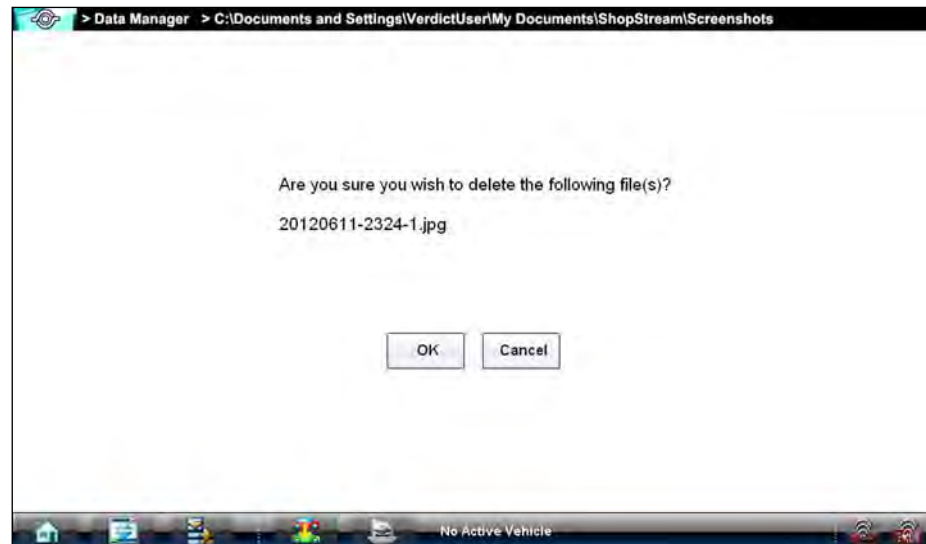 > Data Manager > C:\Documents and Settings\VerdictUser\My Documents\ShopStream\Screenshots
Are you sure you wish to delete the following file(s)?
20120611-2324-1.jpg
OK Cancel
No Active Vehicle